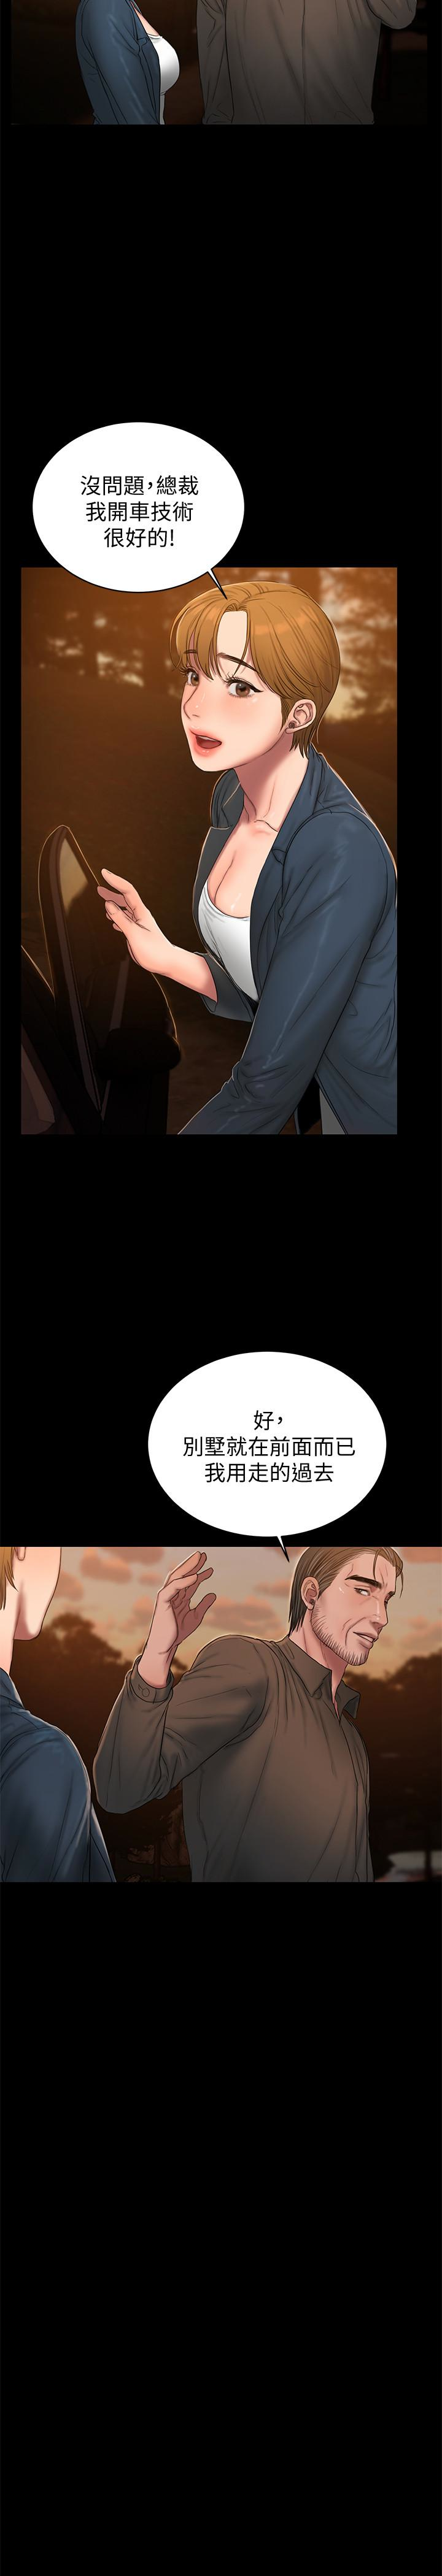 沒問題，總裁
我開車技術
很好的!
好，
別墅就在前面而已
我用走的過去